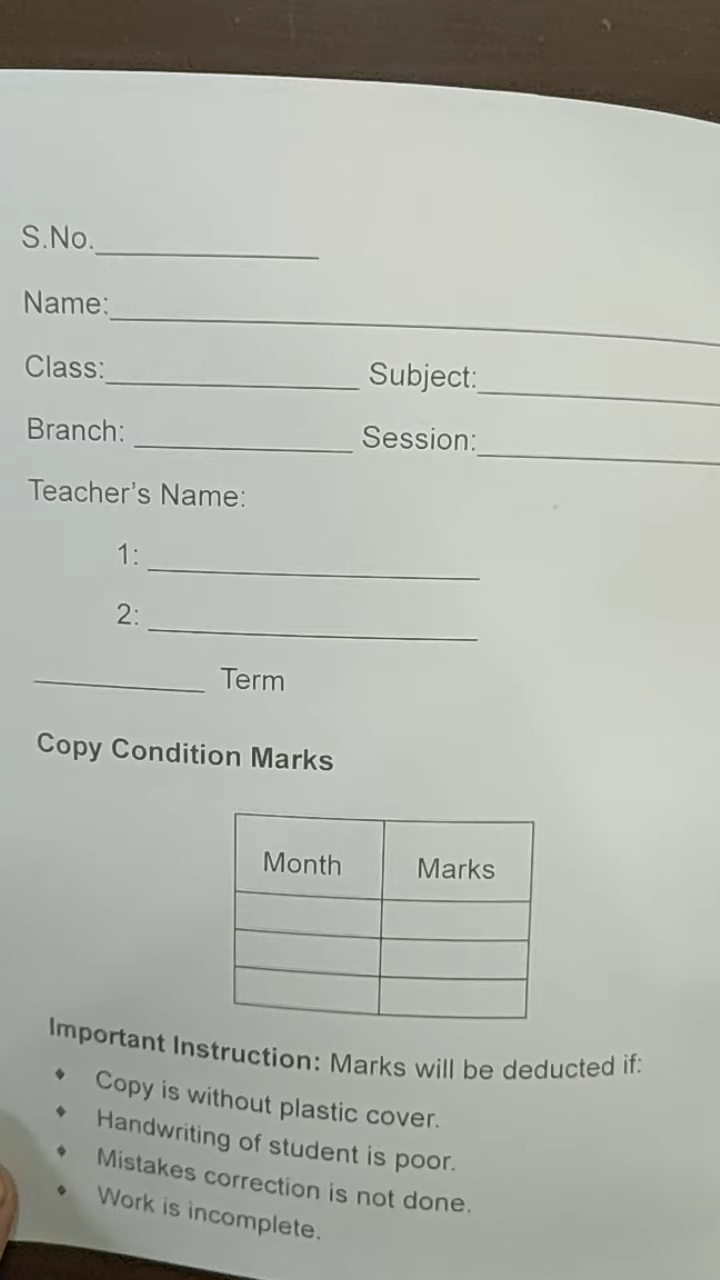 S.No.
Name:
Class: Subject:
Branch: Session:
Teacher's Name:
1:
2:
Term
Copy Condition Marks
Month Marks
Important Instruction: Marks will be deducted if:
Copy is without plastic cover.
Handwriting of student is poor.
Mistakes correction is not done.
Work is incomplete.